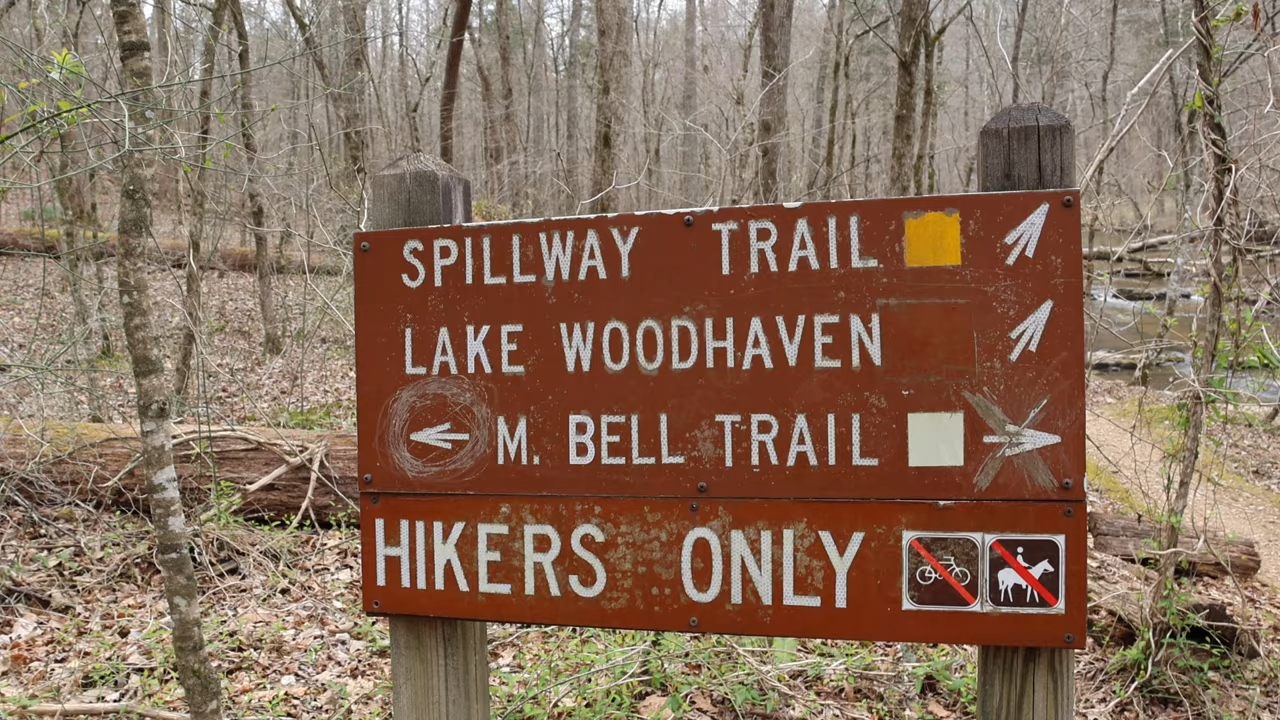 SPILLWAY TRAIL
LAKE WOODHAVEN
M. BELL TRAIL
HIKERS ONLY